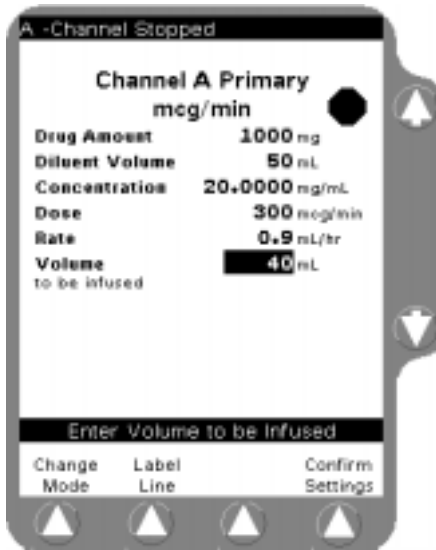 A -Channel Stopped
Channel A Primary
mcg/min
Drug Amount 1000 mg
Diluent Volume 50 mL
Concentration 20.0000 mg/mL
Dose 300 mcg/min
Rate 0.9 mL/hr
Volume 40 mL
to be infused
Enter Volume to be Infused
Change Label Confirm
Mode Line Settings